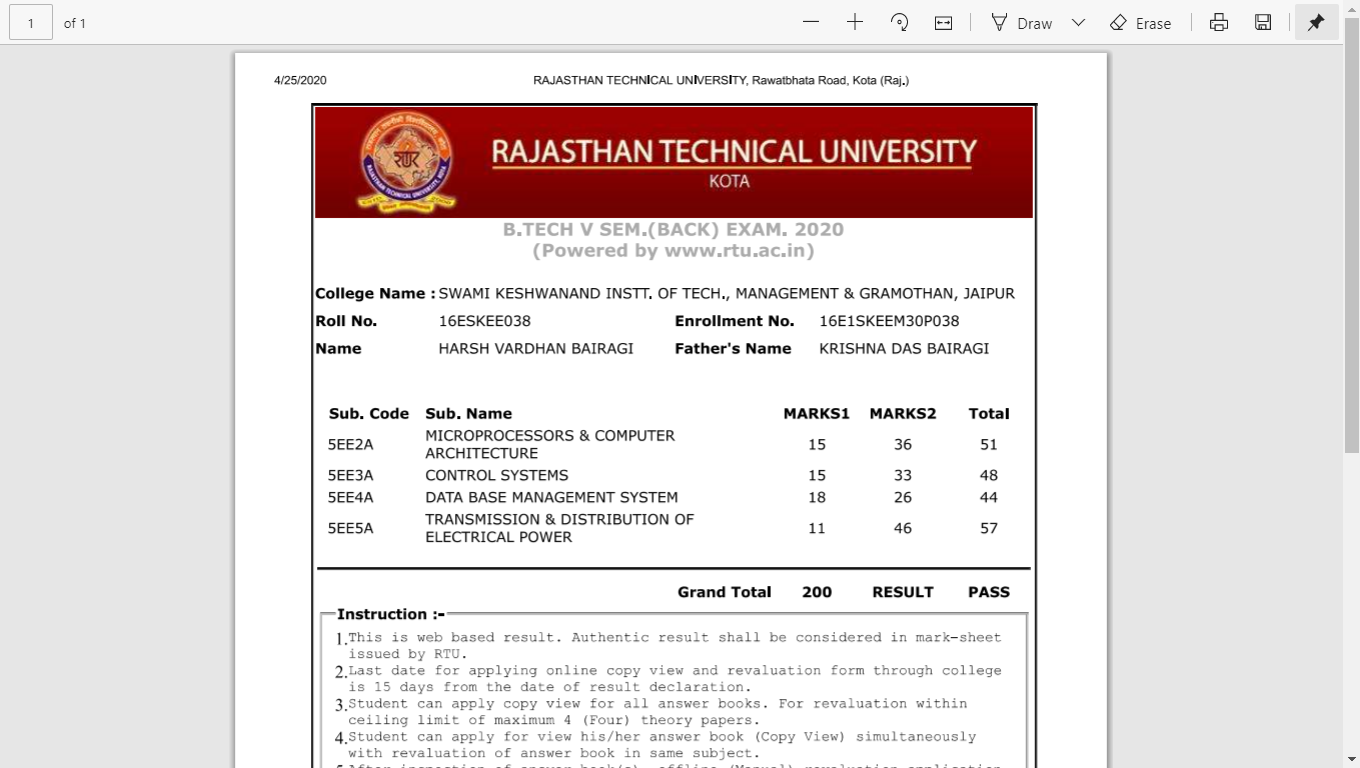 1 of 1 Draw Erase
4/25/2020 RAJASTHAN TECHNICAL UNIVERSITY, Rawatbhata Road, Kota (Raj.)
RAJASTHAN TECHNICAL UNIVERSITY
KOTA
B.TECH V SEM.(BACK) EXAM. 2020
(Powered by www.rtu.ac.in)
College Name : SWAMI KESHWANAND INSTT. OF TECH., MANAGEMENT & GRAMOTHAN, JAIPUR
Roll No. 16ESKEE038 Enrollment No. 16E1SKEEM30P038
Name HARSH VARDHAN BAIRAGI Father's Name KRISHNA DAS BAIRAGI
Sub. Code Sub. Name MARKS1 MARKS2 Total
5EE2A MICROPROCESSORS & COMPUTER
ARCHITECTURE 15 36 51
5EE3A CONTROL SYSTEMS 15 33 48
5EE4A DATA BASE MANAGEMENT SYSTEM 18 26 44
5EE5A TRANSMISSION & DISTRIBUTION OF
ELECTRICAL POWER 11 46 57
Grand Total 200 RESULT PASS
Instruction :-
1. This is web based result. Authentic result shall be considered in mark-sheet
issued by RTU.
2. Last date for applying online copy view and revaluation form through college
is 15 days from the date of result declaration.
3. Student can apply copy view for all answer books. For revaluation within
ceiling limit of maximum 4 (Four) theory papers.
4. Student can apply for view his/her answer book (Copy View) simultaneously
with revaluation of answer book in same subject.